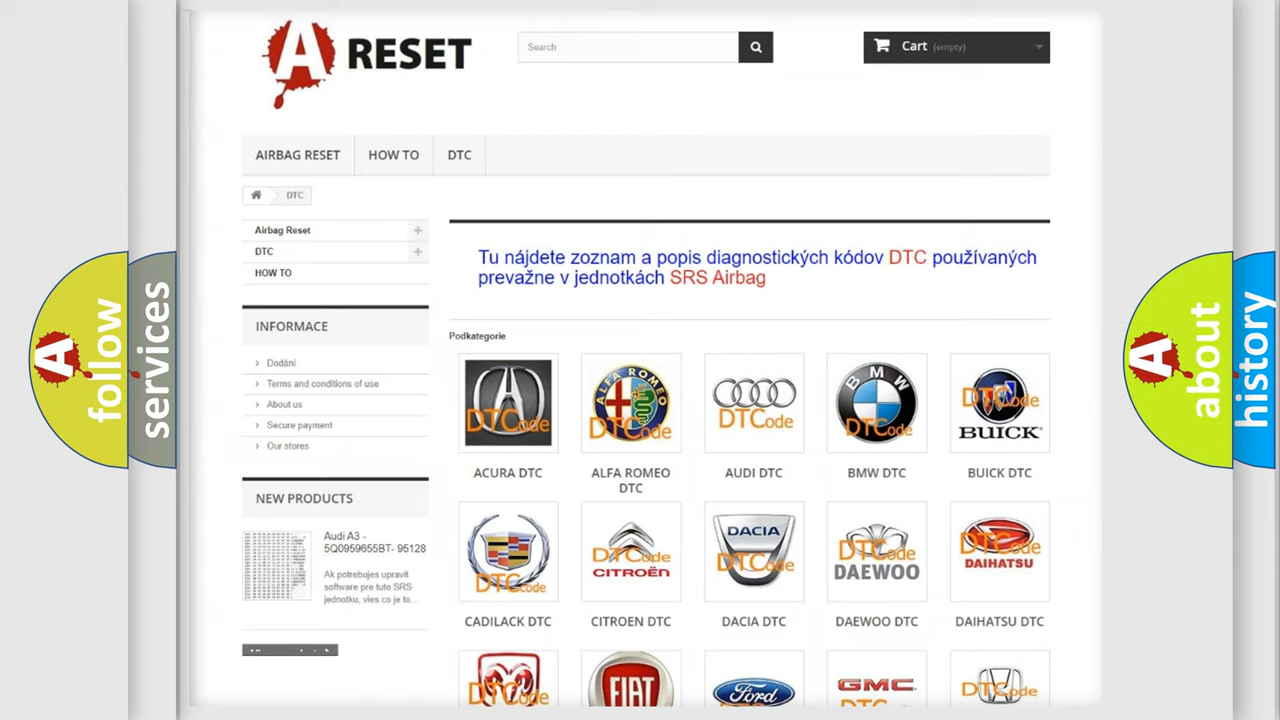 A RESET
Search
Cart (empty)
AIRBAG RESET
HOW TO
DTC
DTC
Airbag Reset
DTC
HOW TO
INFORMACE
Dodání
Terms and conditions of use
About us
Secure payment
Our stores
NEW PRODUCTS
Audi A3 -
5Q0959655BT- 95128
Ak potrebujes upravit
software pre tuto SRS
jednotku, vies co je to...
Tu nájdete zoznam a popis diagnostických kódov DTC používaných
prevažne v jednotkách SRS Airbag
Podkategorie
DTCode
ALFA ROMEO
DTCode
DTCode
BMW
DTCode
DTCode
BUICK
ACURA DTC
ALFA ROMEO
DTC
AUDI DTC
BMW DTC
BUICK DTC
DTCode
DTCode
CITROËN
DACIA
DTCode
DTCode
DAEWOO
DTCode
DAIHATSU
CADILACK DTC
CITROEN DTC
DACIA DTC
DAEWOO DTC
DAIHATSU DTC
DTCode
FIAT
Ford
GMC
DTCode
A follow
services
A about
history